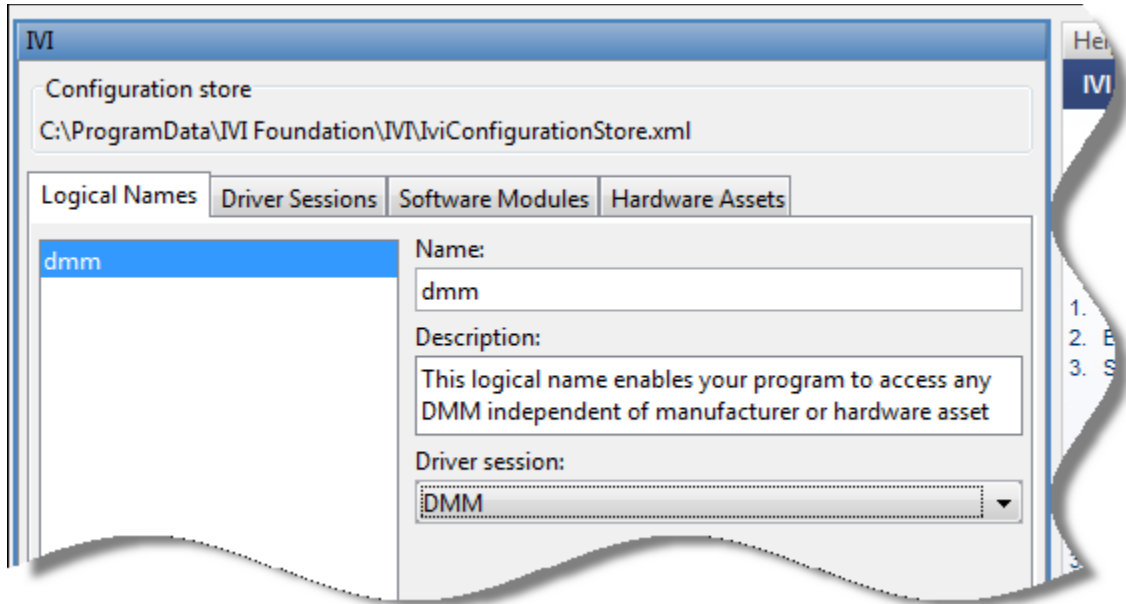 IVI
Configuration store
C:\ProgramData\IVI Foundation\IVI\IviConfigurationStore.xml
Logical Names
Driver Sessions
Software Modules
Hardware Assets
dmm
Name:
dmm
Description:
This logical name enables your program to access any
DMM independent of manufacturer or hardware asset
Driver session:
DMM
IVI
1.
2.
3.